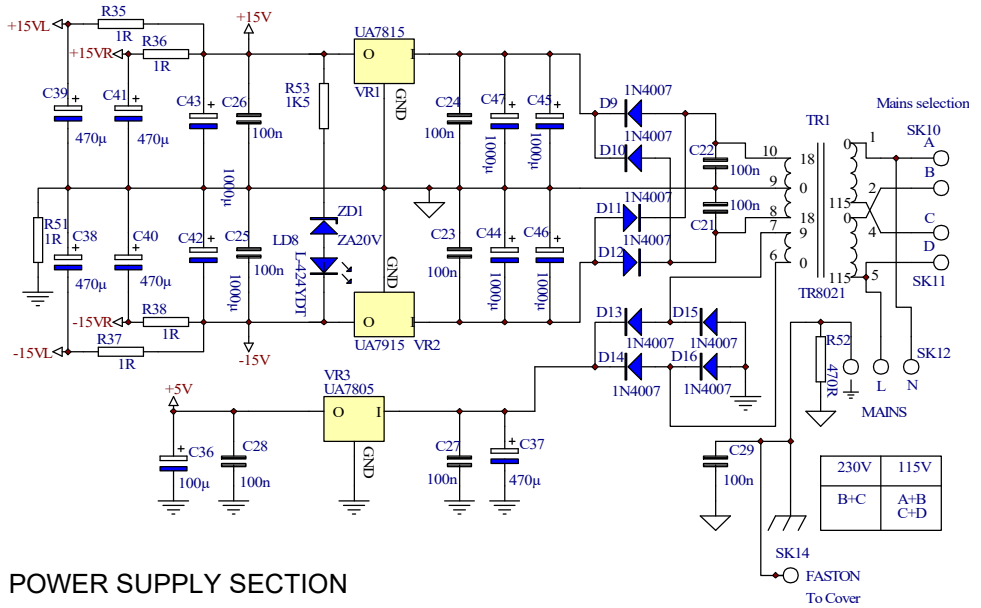 R35
+15VL
1R
+15V
R36
+15VR
1R
UA7815
O I
GND
VR1
R53
1K5
C39
470µ
C41
470µ
C43
1000µ
C26
100n
C24
100n
C47
1000µ
C45
1000µ
D9
1N4007
1N4007
D10
C22
100n
1N4007
D11
1N4007
D12
100n
C21
TR1
Mains selection
10
18
9
0
8
18
7
9
6
0
0
1
115
2
0
4
115
5
TR8021
SK10
A
B
C
D
SK11
R51
1R
C38
470µ
C40
470µ
C42
1000µ
C25
100n
ZD1
ZA20V
LD8
L-424YDT
GND
C23
100n
C44
1000µ
C46
1000µ
R38
-15VR
1R
R37
-15VL
1R
-15V
O I
UA7915
VR2
D13
1N4007
D15
1N4007
D14
1N4007
D16
1N4007
R52
470R
SK12
L
N
MAINS
VR3
UA7805
+5V
O I
GND
C36
100µ
C28
100n
C27
100n
C37
470µ
C29
100n
230V 115V
B+C A+B
C+D
SK14
FASTON
To Cover
POWER SUPPLY SECTION
+
+
+
+
+
+
+
+
+
+
+
+